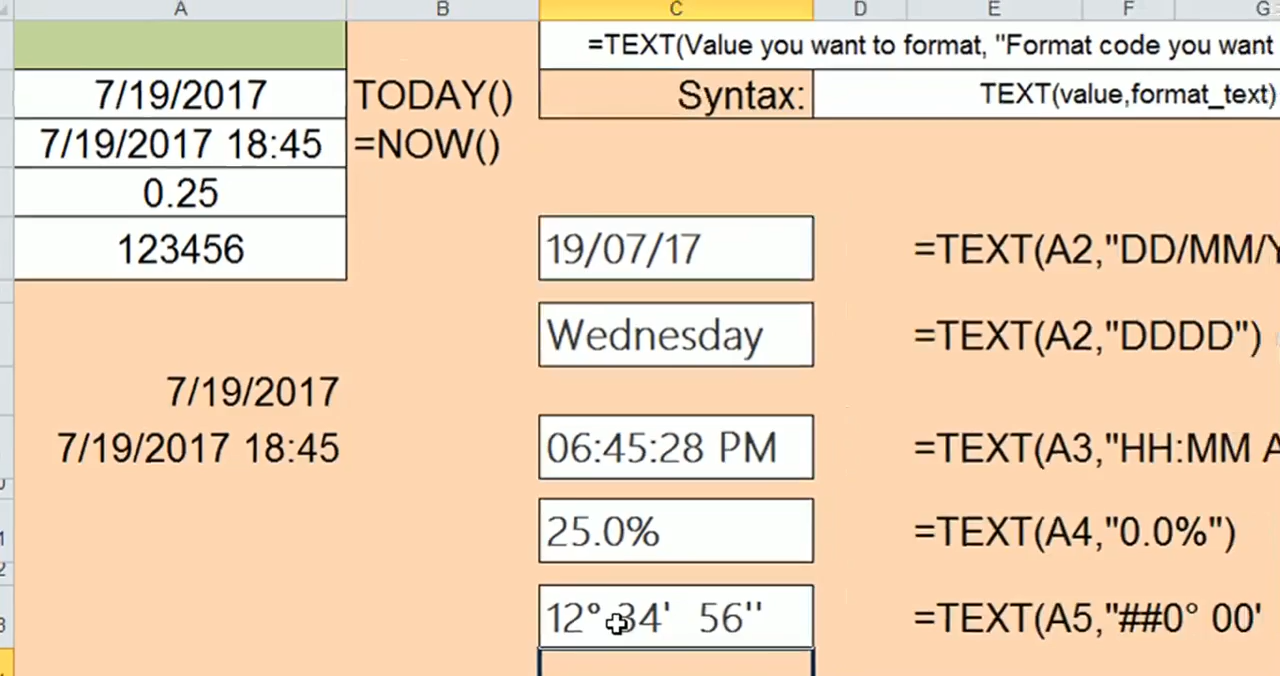 A B C D E F G
=TEXT(Value you want to format, "Format code you want
7/19/2017 TODAY() Syntax: TEXT(value,format_text)
7/19/2017 18:45 =NOW()
0.25
123456 19/07/17 =TEXT(A2,"DD/MM/Y
Wednesday =TEXT(A2,"DDDD")
7/19/2017
7/19/2017 18:45 06:45:28 PM =TEXT(A3,"HH:MM A
25.0% =TEXT(A4,"0.0%")
12° 34' 56'' =TEXT(A5,"##0° 00'